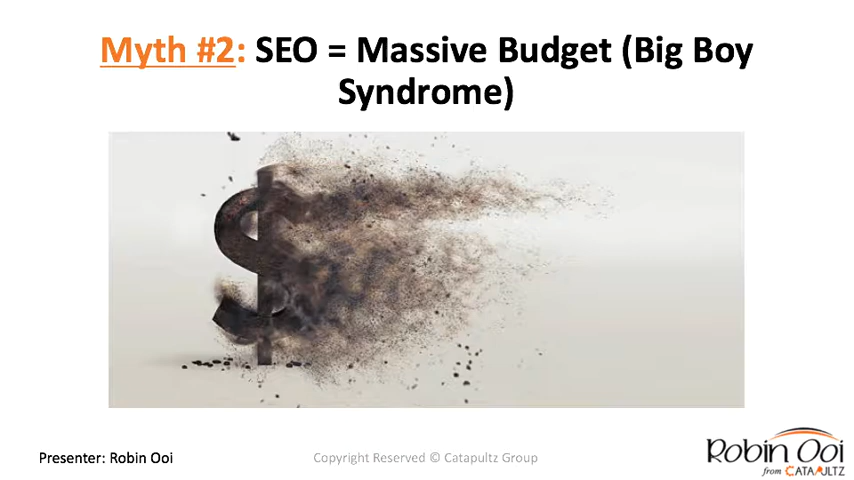 Myth #2: SEO = Massive Budget (Big Boy
Syndrome)
Presenter: Robin Ooi
Copyright Reserved © Catapultz Group
Robin Ooi
from CATAPULTZ